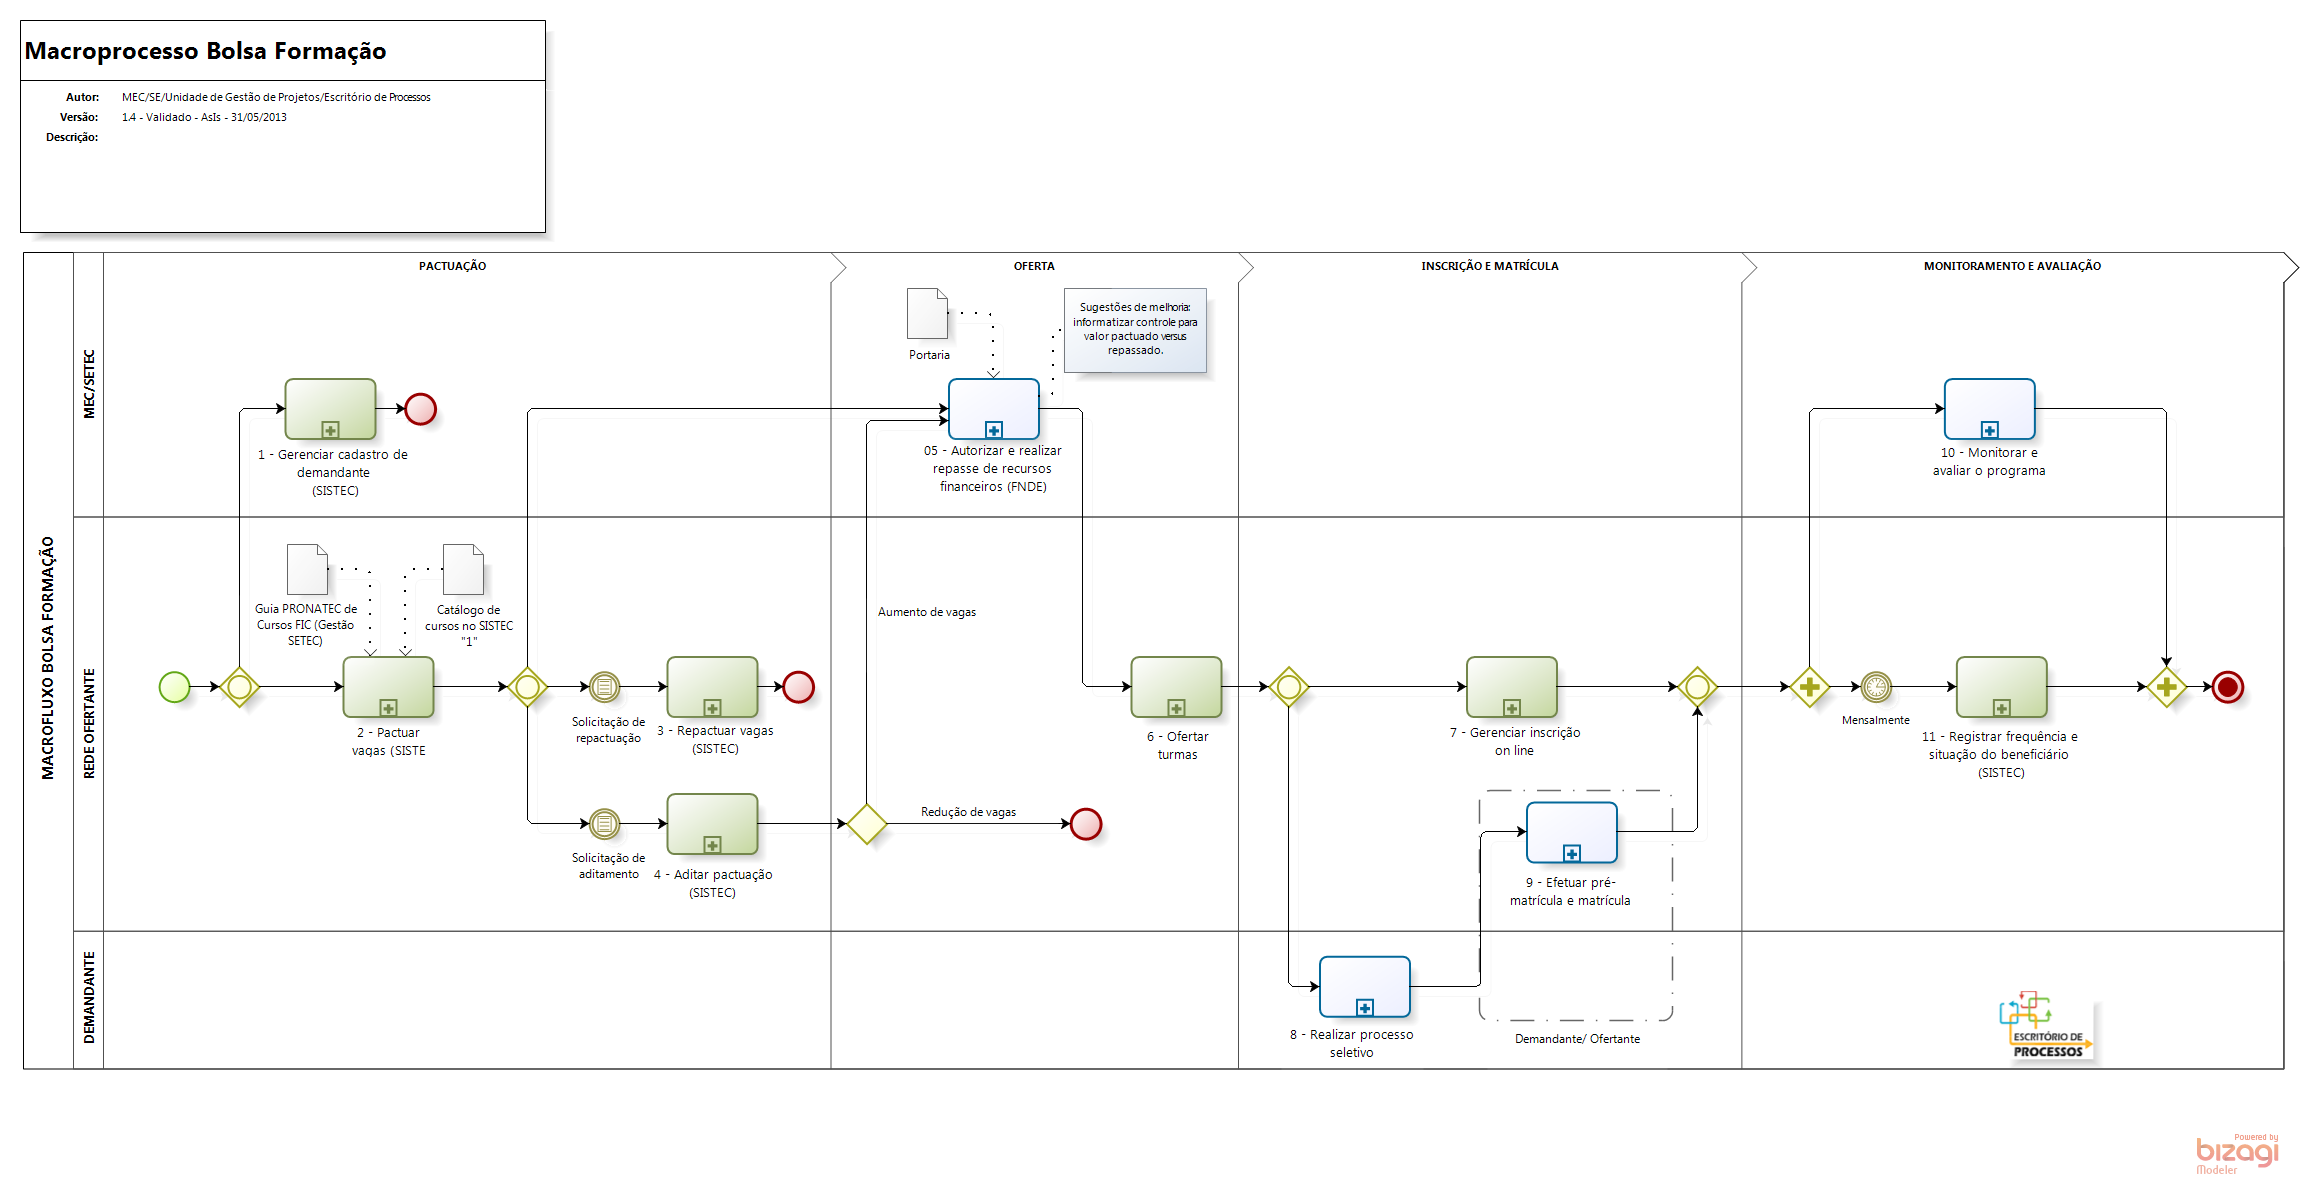 Macroprocesso Bolsa Formação
Autor: MEC/SE/Unidade de Gestão de Projetos/Escritório de Processos
Versão: 1.4 - Validado - AsIs - 31/05/2013
Descrição:
MACROFLUXO BOLSA FORMAÇÃO
PACTUAÇÃO
OFERTA
INSCRIÇÃO E MATRÍCULA
MONITORAMENTO E AVALIAÇÃO
MEC/SETEC
1 - Gerenciar cadastro de
demandante
(SISTEC)
Portaria
Sugestões de melhoria:
informatizar controle para
valor pactuado versus
repassado.
05 - Autorizar e realizar
repasse de recursos
financeiros (FNDE)
10 - Monitorar e
avaliar o programa
REDE OFERTANTE
Guia PRONATEC de
Cursos FIC (Gestão
SETEC)
Catálogo de
cursos no SISTEC
"1"
2 - Pactuar
vagas (SISTE
Solicitação de
repactuação
3 - Repactuar vagas
(SISTEC)
Solicitação de
aditamento
4 - Aditar pactuação
(SISTEC)
Aumento de vagas
Redução de vagas
6 - Ofertar
turmas
7 - Gerenciar inscrição
on line
9 - Efetuar pré-
matrícula e matrícula
Mensalmente
11 - Registrar frequência e
situação do beneficiário
(SISTEC)
DEMANDANTE
8 - Realizar processo
seletivo
Demandante/ Ofertante
ESCRITÓRIO DE
PROCESSOS
Powered by
bizagi
Modeler